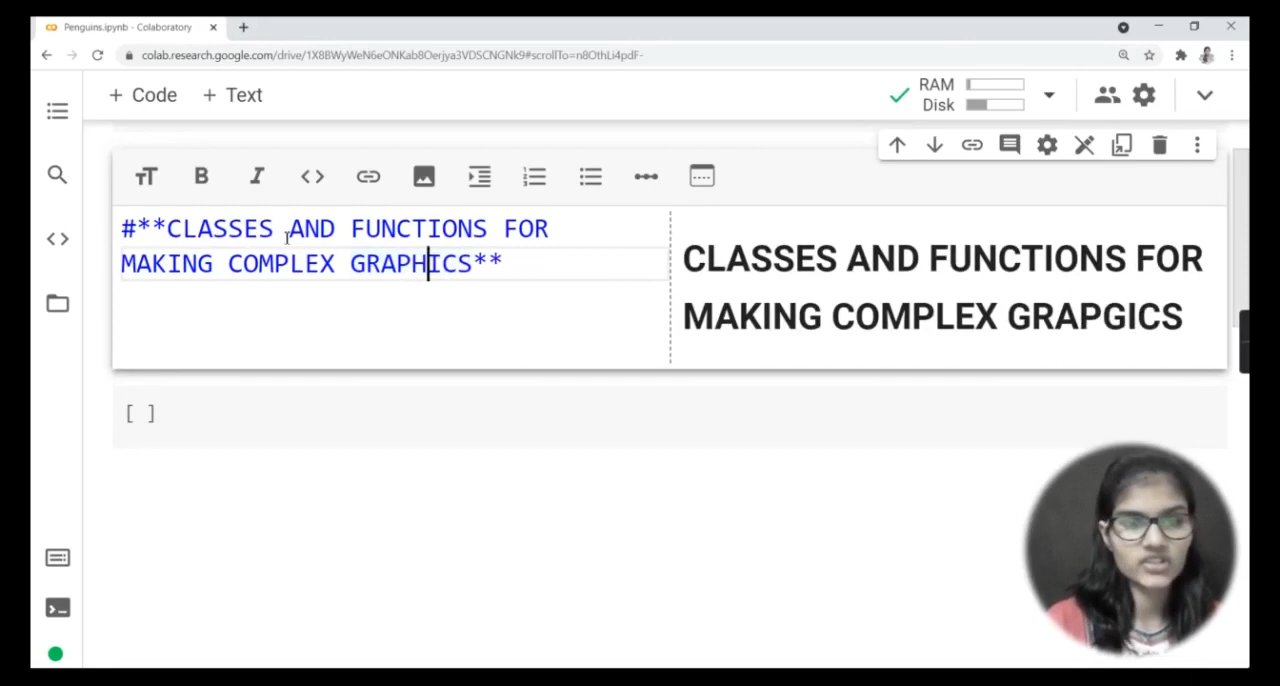 Penguins.ipynb - Colaboratory
colab.research.google.com/drive/1X8BWyWeN6eONKab8Oerjya3VDSCNGNk9#scrollTo=n8OthLi4pdF-
+ Code + Text
RAM
Disk
#**CLASSES AND FUNCTIONS FOR
MAKING COMPLEX GRAPHICS**
CLASSES AND FUNCTIONS FOR
MAKING COMPLEX GRAPGICS
[ ]